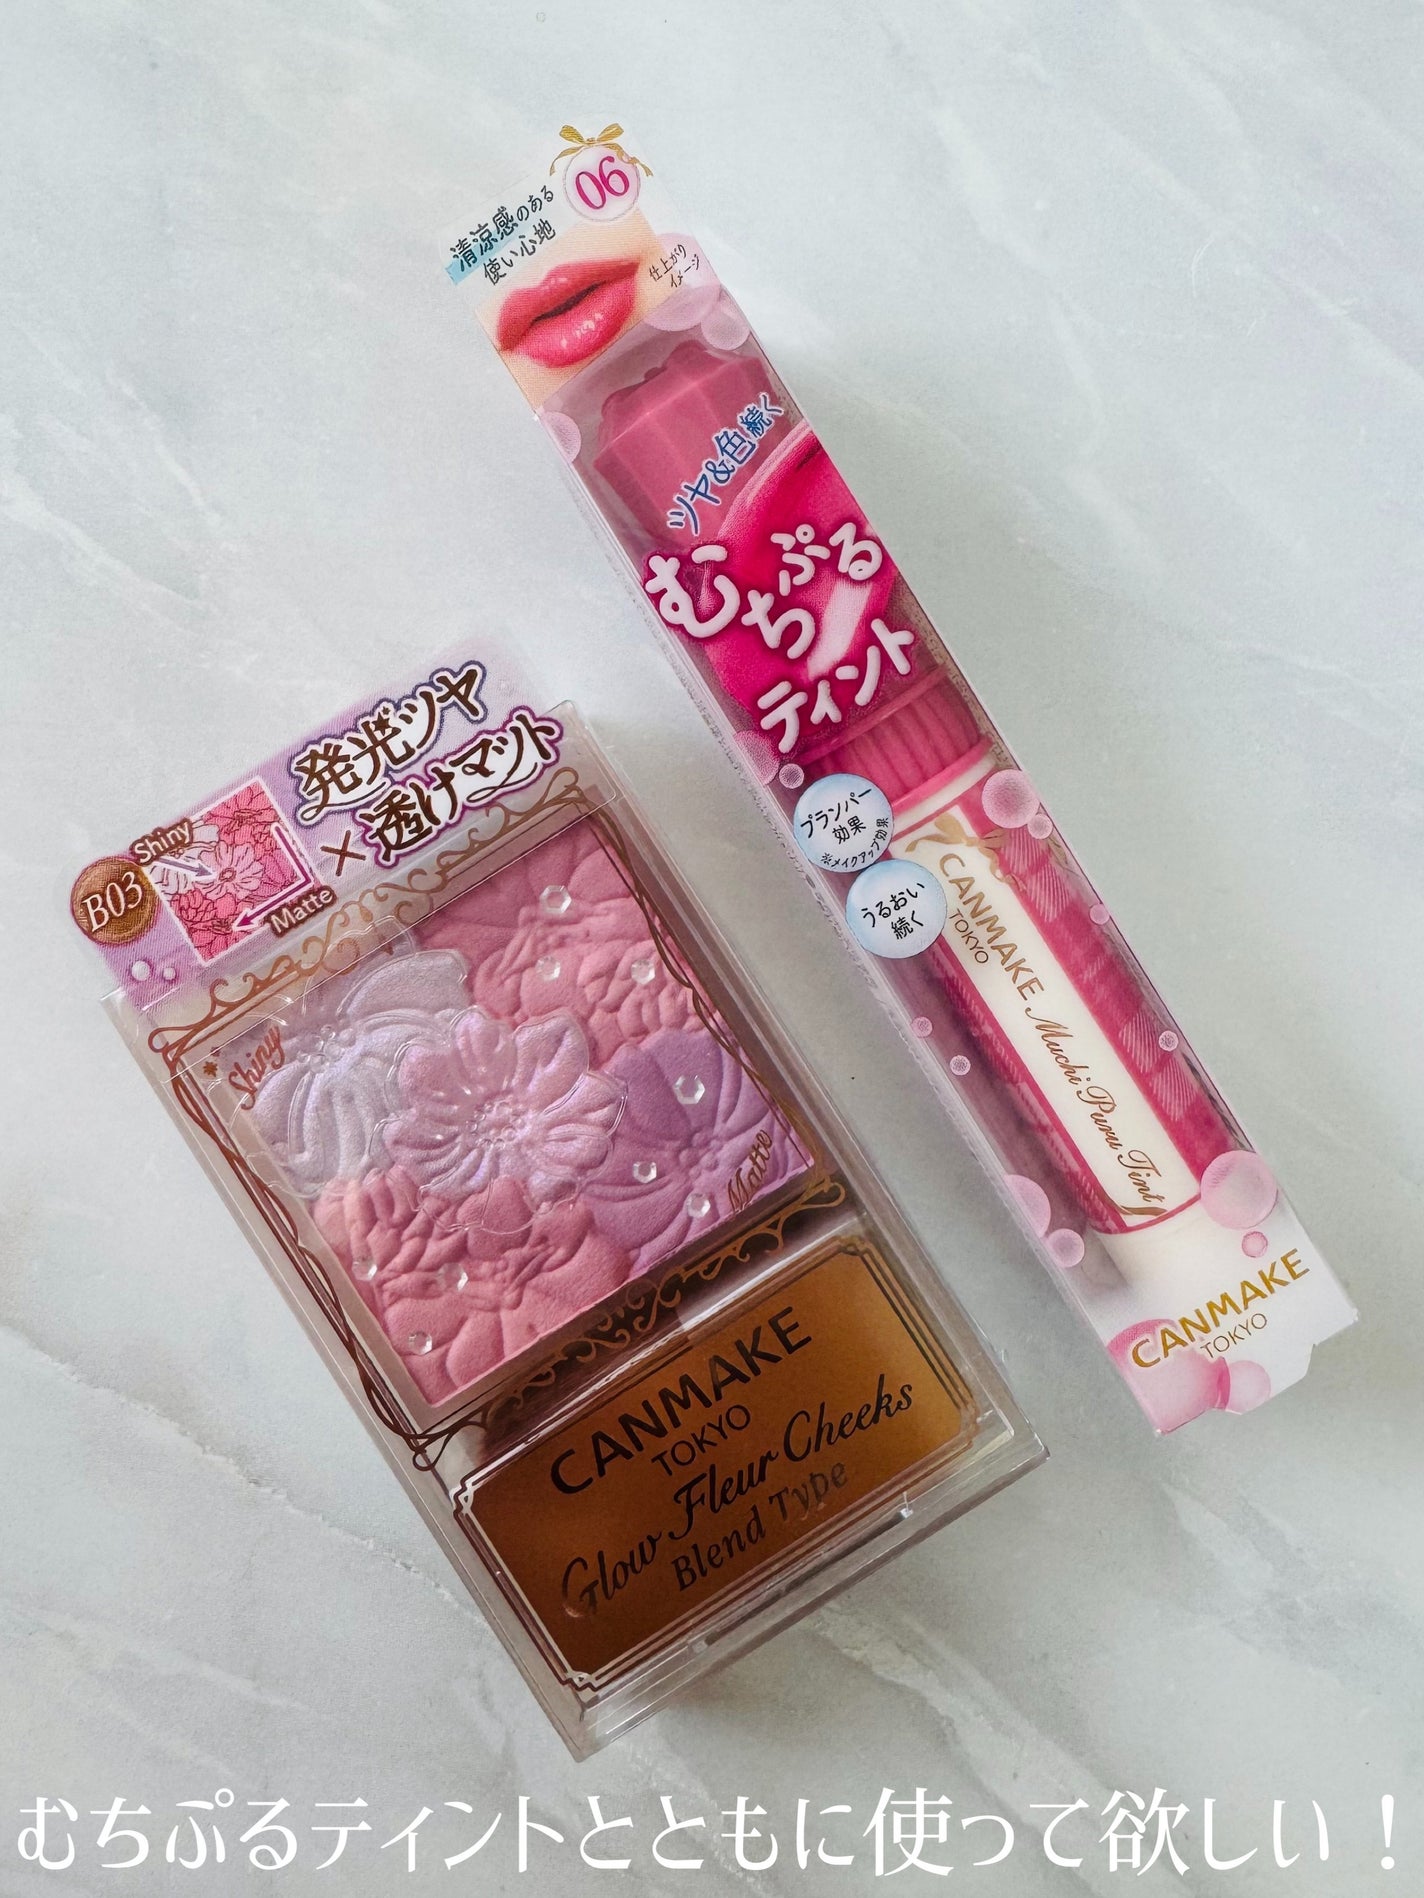 06
清涼感のある
使い心地
仕上がり
イメージ
ツヤ&色続く
むちぷる
ティント
プランパー
効果
※メイクアップ効果
うるおい
続く
CANMAKE
TOKYO
Muchi Puru Tint
CANMAKE
TOKYO
発光ツヤ
×透けマット
B03
Shiny
Matte
Shiny
Matte
CANMAKE
TOKYO
Glow Fleur Cheeks
Blend Type
むちぷるティントとともに使って欲しい！